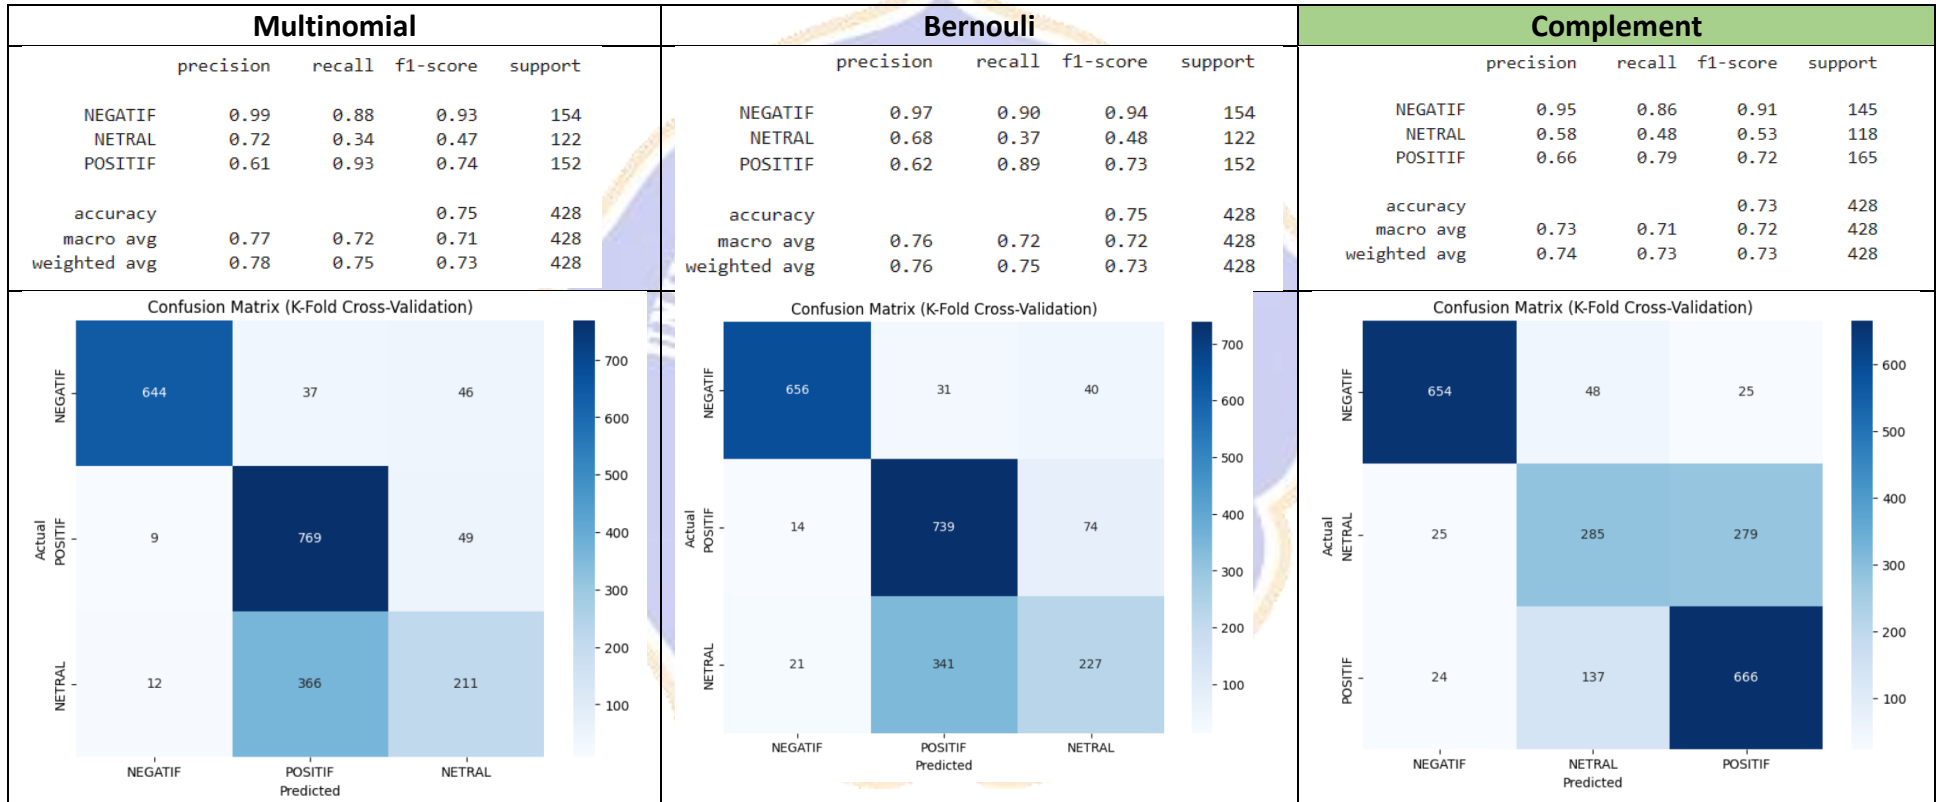 Multinomial
precision recall f1-score support
NEGATIF 0.99 0.88 0.93 154
NETRAL 0.72 0.34 0.47 122
POSITIF 0.61 0.93 0.74 152
accuracy 0.75 428
macro avg 0.77 0.72 0.71 428
weighted avg 0.78 0.75 0.73 428
Bernouli
precision recall f1-score support
NEGATIF 0.97 0.90 0.94 154
NETRAL 0.68 0.37 0.48 122
POSITIF 0.62 0.89 0.73 152
accuracy 0.75 428
macro avg 0.76 0.72 0.72 428
weighted avg 0.76 0.75 0.73 428
Complement
precision recall f1-score support
NEGATIF 0.95 0.86 0.91 145
NETRAL 0.58 0.48 0.53 118
POSITIF 0.66 0.79 0.72 165
accuracy 0.73 428
macro avg 0.73 0.71 0.72 428
weighted avg 0.74 0.73 0.73 428
Confusion Matrix (K-Fold Cross-Validation)
NEGATIF 644 37 46
Actual
POSITIF 9 769 49
NETRAL 12 366 211
NEGATIF POSITIF NETRAL
Predicted
700
600
500
400
300
200
100
Confusion Matrix (K-Fold Cross-Validation)
NEGATIF 656 31 40
Actual
POSITIF 14 739 74
NETRAL 21 341 227
NEGATIF POSITIF NETRAL
Predicted
700
600
500
400
300
200
100
Confusion Matrix (K-Fold Cross-Validation)
NEGATIF 654 48 25
Actual
NETRAL 25 285 279
POSITIF 24 137 666
NEGATIF NETRAL POSITIF
Predicted
600
500
400
300
200
100